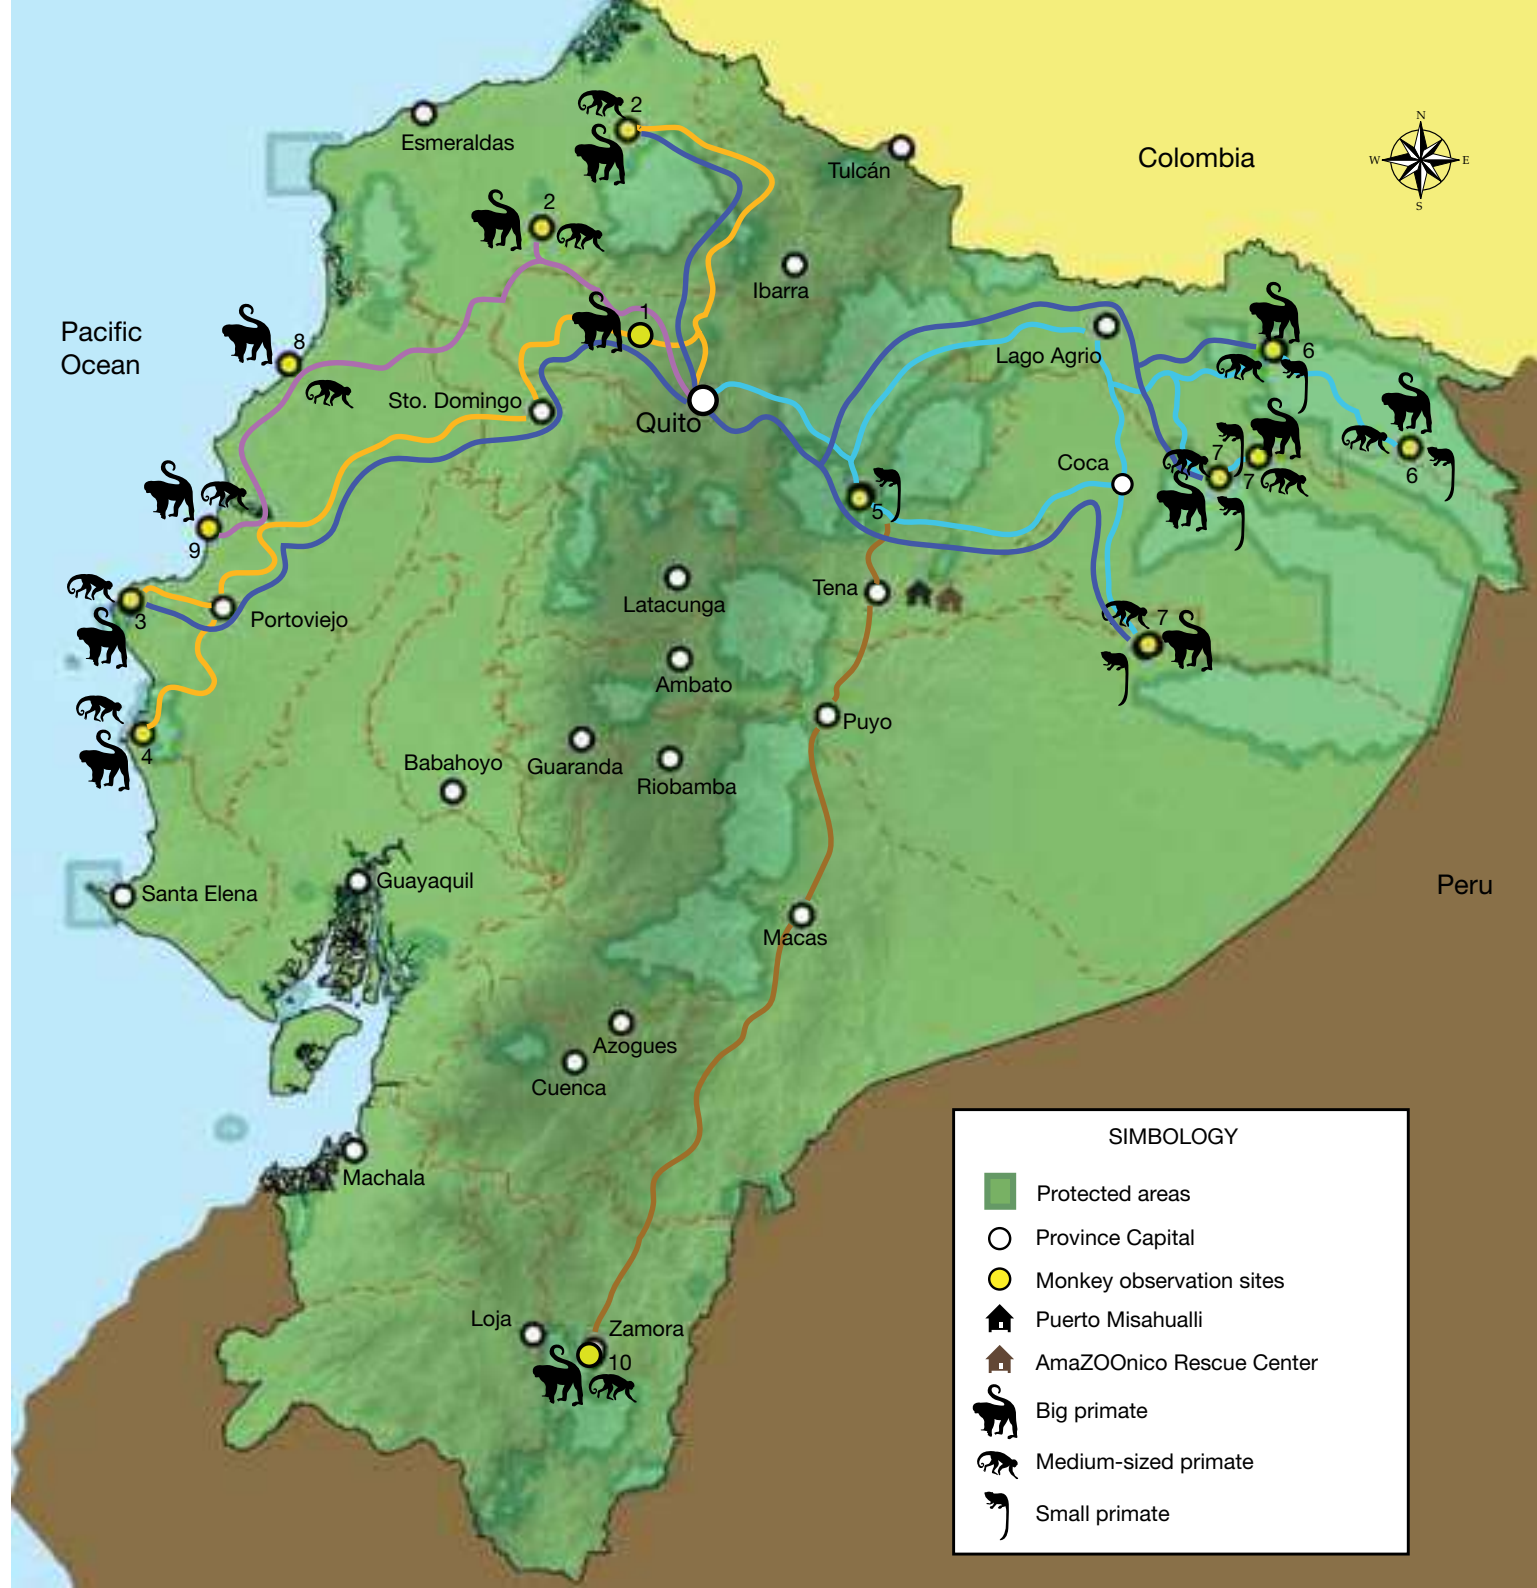 N
W
E
S
Colombia
Pacific
Ocean
Peru
Esmeraldas
Tulcán
Ibarra
2
2
1
8
Sto. Domingo
Quito
Lago Agrio
6
6
7
7
Coca
5
9
3
Portoviejo
Latacunga
Tena
7
Ambato
Puyo
4
Babahoyo
Guaranda
Riobamba
Santa Elena
Guayaquil
Macas
Azogues
Cuenca
Machala
Loja
Zamora
10
SIMBOLOGY
Protected areas
Province Capital
Monkey observation sites
Puerto Misahualli
AmaZOOnico Rescue Center
Big primate
Medium-sized primate
Small primate